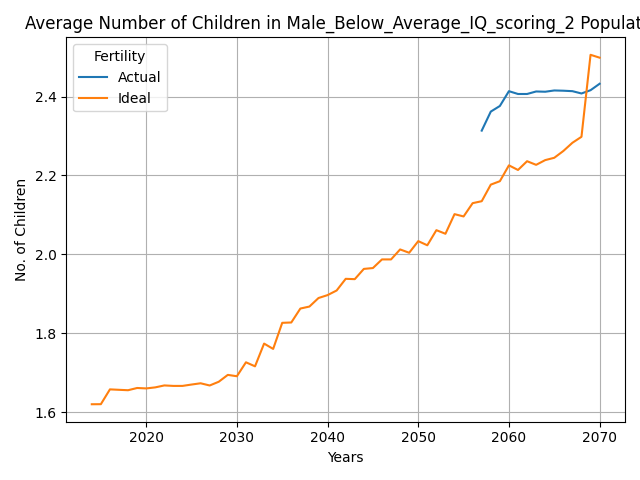 Average Number of Children in Male_Below_Average_IQ_scoring_2 Populat
Fertility
Actual
Ideal
2.4
2.2
2.0
1.8
1.6
No. of Children
2020 2030 2040 2050 2060 2070
Years